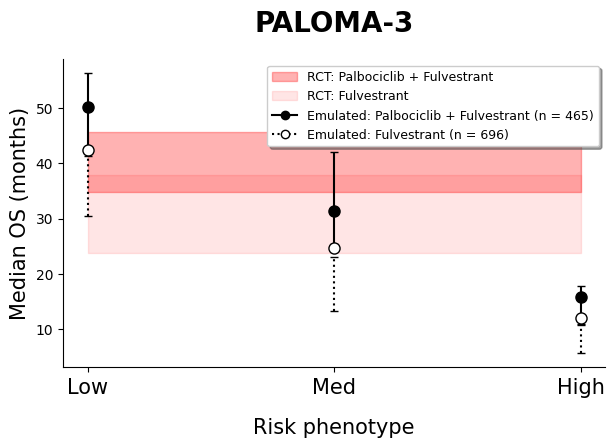 PALOMA-3
RCT: Palbociclib + Fulvestrant
RCT: Fulvestrant
Emulated: Palbociclib + Fulvestrant (n = 465)
Emulated: Fulvestrant (n = 696)
Median OS (months)
50
40
30
20
10
Low Med High
Risk phenotype